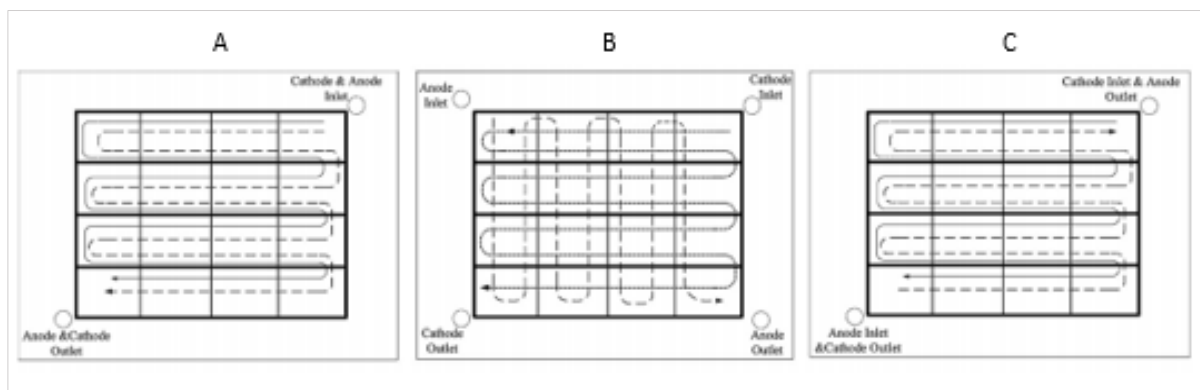 A
B
C
Cathode & Anode
Inlet
Anode &Cathode
Outlet
Anode
Inlet
Cathode
Inlet
Cathode
Outlet
Anode
Outlet
Cathode Inlet & Anode
Outlet
Anode Inlet
&Cathode Outlet